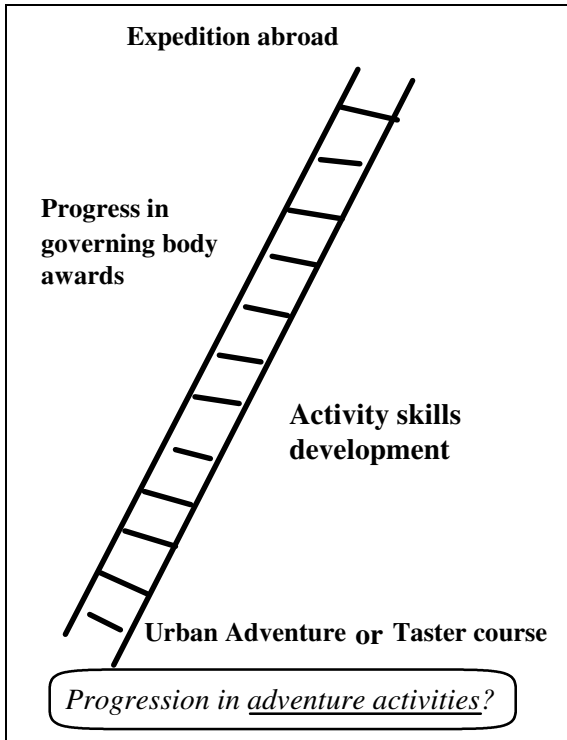 Expedition abroad
Progress in
governing body
awards
Activity skills
development
Urban Adventure or Taster course
Progression in adventure activities?